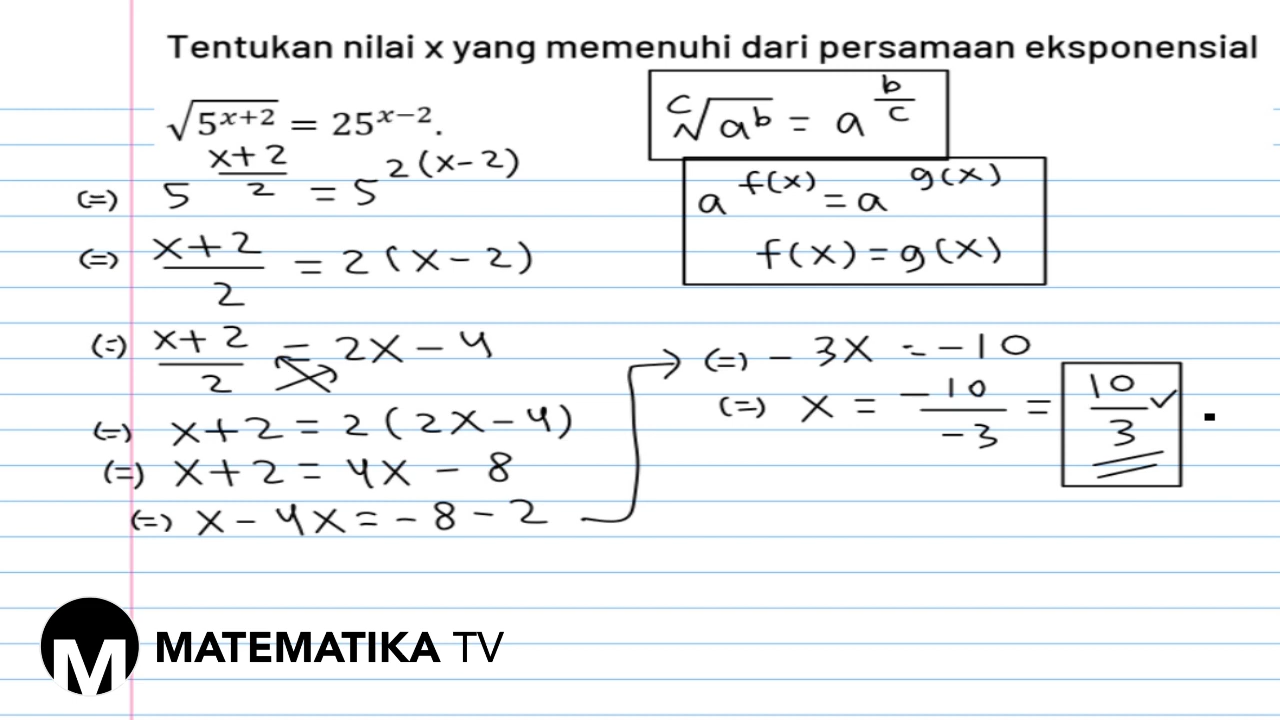 Tentukan nilai x yang memenuhi dari persamaan eksponensial
√(5^(x+2)) = 25^(x−2).
(=) 5^((x+2)/2) = 5^(2(x-2))
(=) (x+2)/2 = 2(x-2)
(=) (x+2)/2 = 2x-4
(=) x+2 = 2(2x-4)
(=) x+2 = 4x - 8
(=) x - 4x = -8 - 2
ᶜ√(a^b) = a^(b/c)
a^(f(x)) = a^(g(x))
f(x) = g(x)
(=) -3x = -10
(=) x = -10/-3 = 10/3 ✓
M MATEMATIKA TV